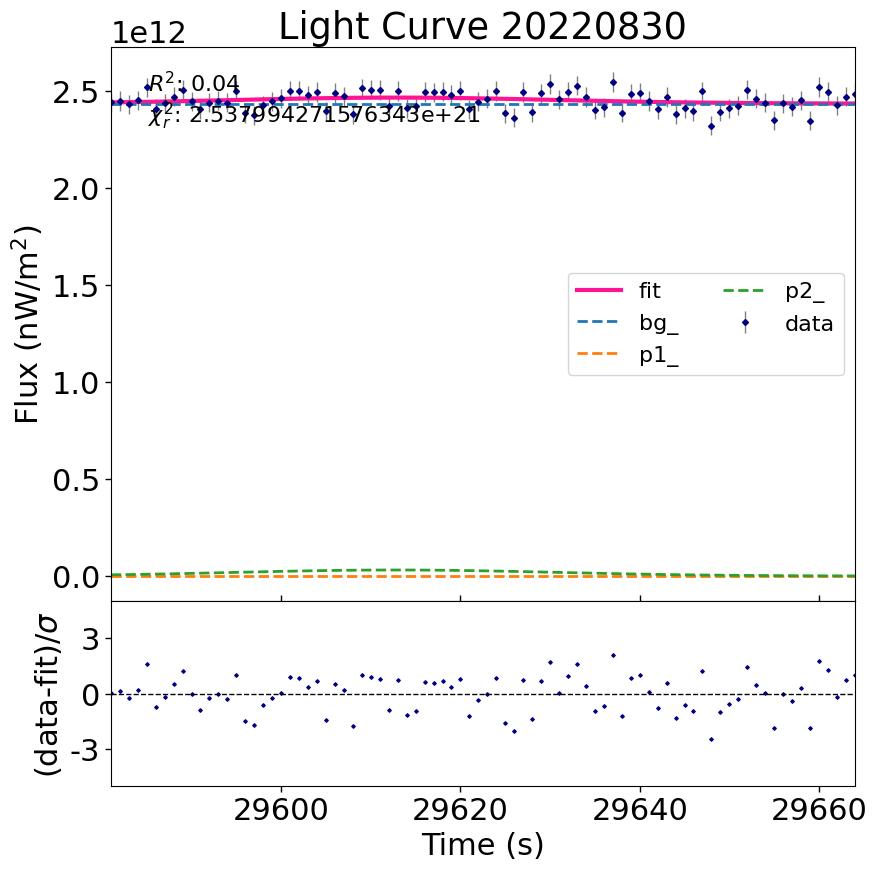 Light Curve 20220830
1e12
R²: 0.04
χ²ᵣ: 2.5379942715763​43e+21
Flux (nW/m²)
2.5
2.0
1.5
1.0
0.5
0.0
fit
bg_
p1_
p2_
data
(data-fit)/σ
3
0
-3
29600 29620 29640 29660
Time (s)